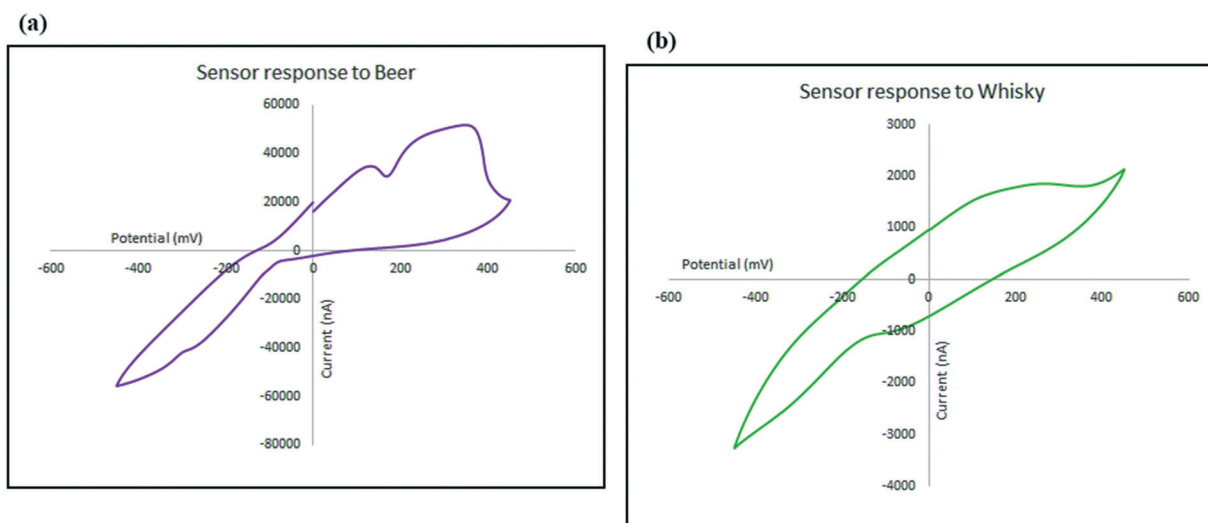 (a)
Sensor response to Beer
60000
40000
20000
0
-20000
-40000
-60000
-80000
Potential (mV)
-600 -400 -200 0 200 400 600
Current (nA)
(b)
Sensor response to Whisky
3000
2000
1000
0
-1000
-2000
-3000
-4000
Potential (mV)
-600 -400 -200 0 200 400 600
Current (nA)